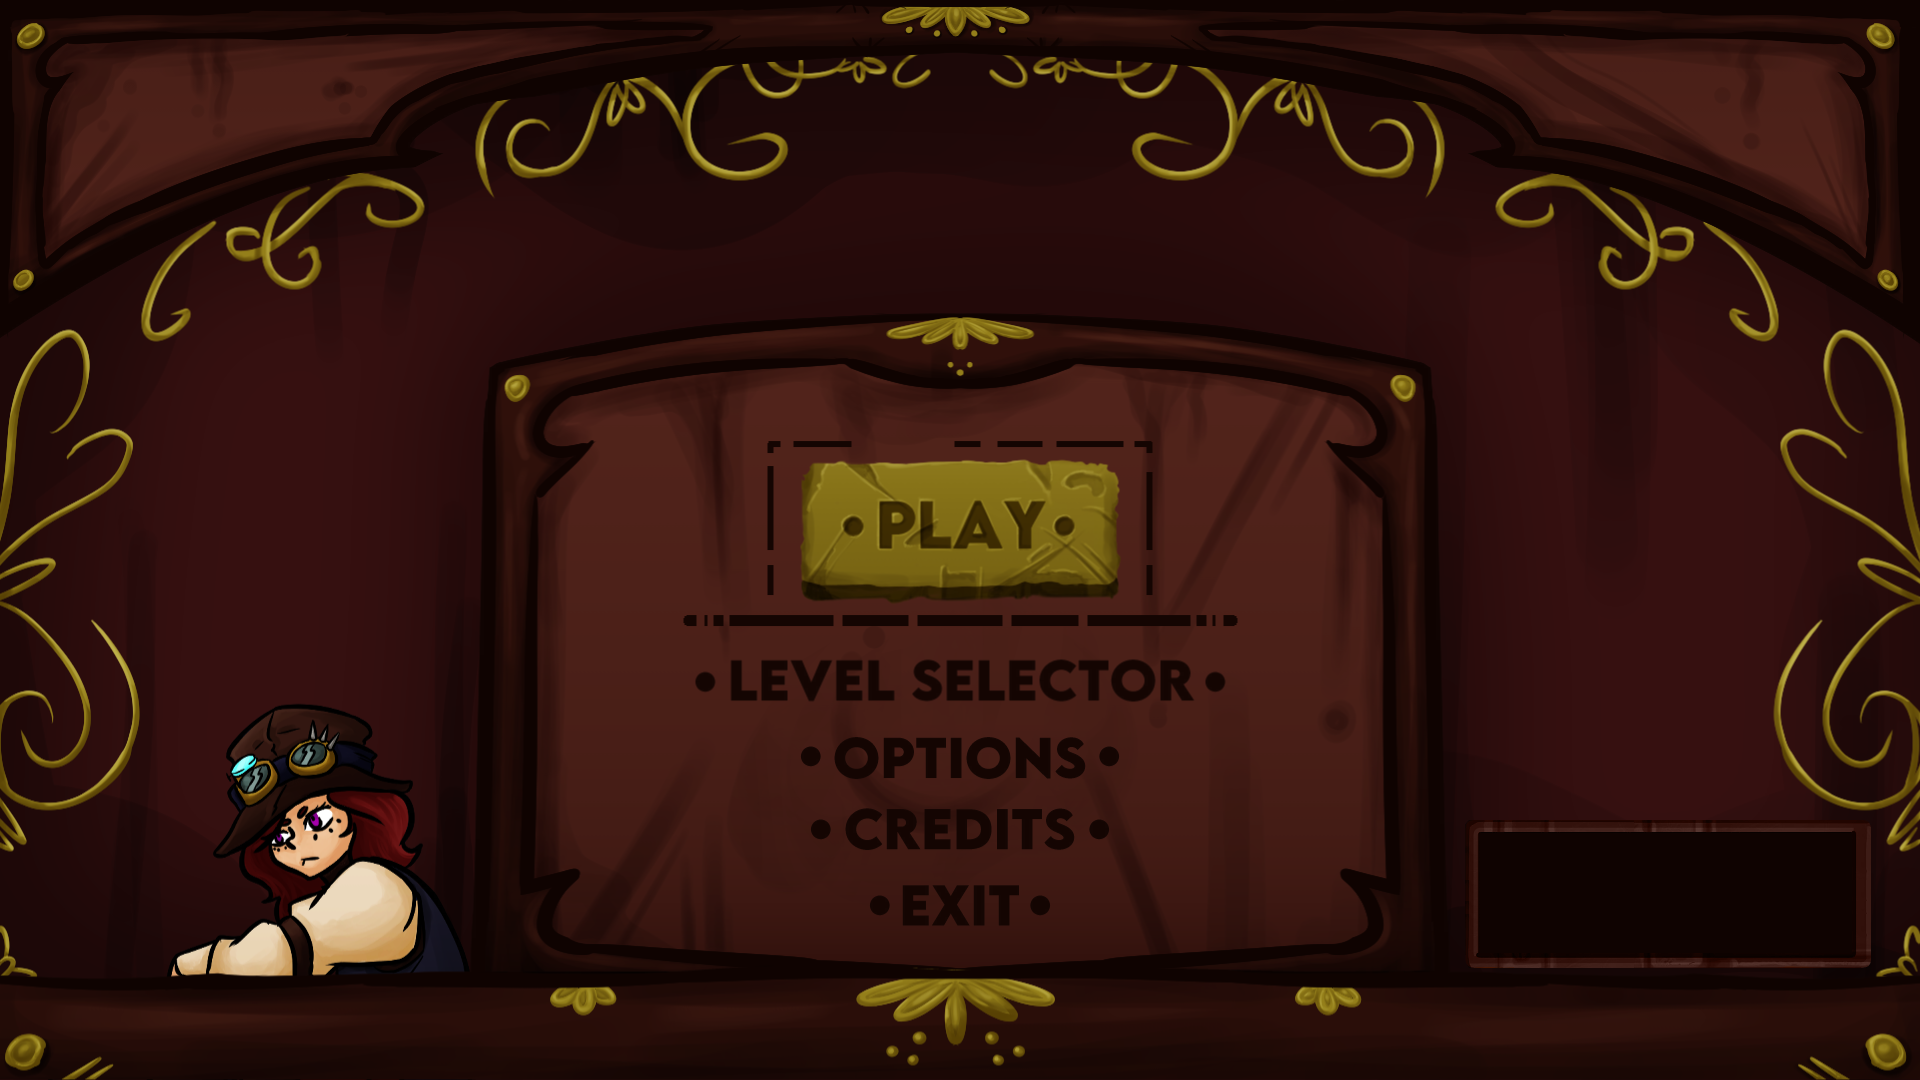 • PLAY •
• LEVEL SELECTOR •
• OPTIONS •
• CREDITS •
• EXIT •